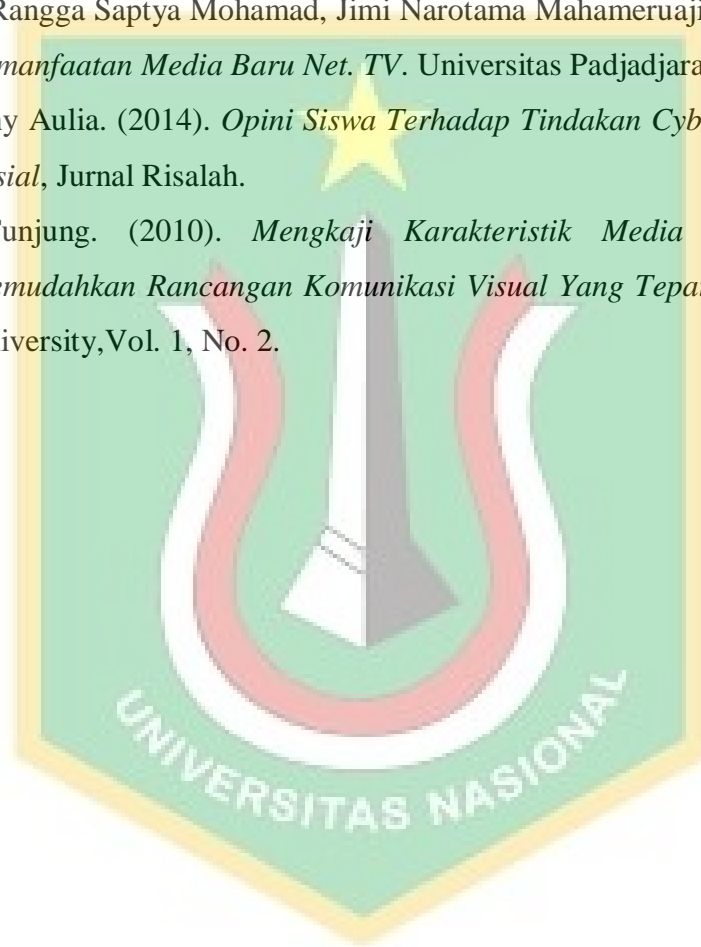 Rangga Saptya Mohamad, Jimi Narotama Mahameruaji
manfaatan Media Baru Net. TV. Universitas Padjadjara
ny Aulia. (2014). Opini Siswa Terhadap Tindakan Cyb
sial, Jurnal Risalah.
Tunjung. (2010). Mengkaji Karakteristik Media
emudahkan Rancangan Komunikasi Visual Yang Tepat
iversity,Vol. 1, No. 2.
UNIVERSITAS NASIONAL